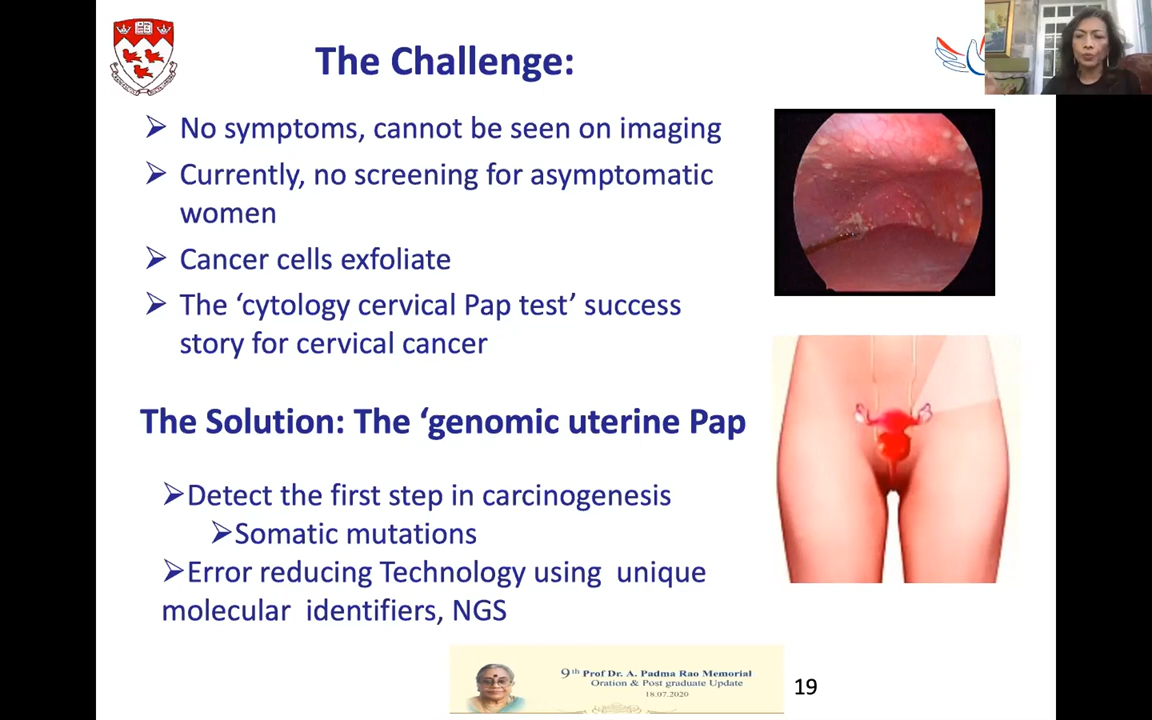 The Challenge:
➢ No symptoms, cannot be seen on imaging
➢ Currently, no screening for asymptomatic
women
➢ Cancer cells exfoliate
➢ The ‘cytology cervical Pap test’ success
story for cervical cancer
The Solution: The ‘genomic uterine Pap
➢Detect the first step in carcinogenesis
➢Somatic mutations
➢Error reducing Technology using unique
molecular identifiers, NGS
9th Prof Dr. A. Padma Rao Memorial
Oration & Post graduate Update
18.07.2020
19